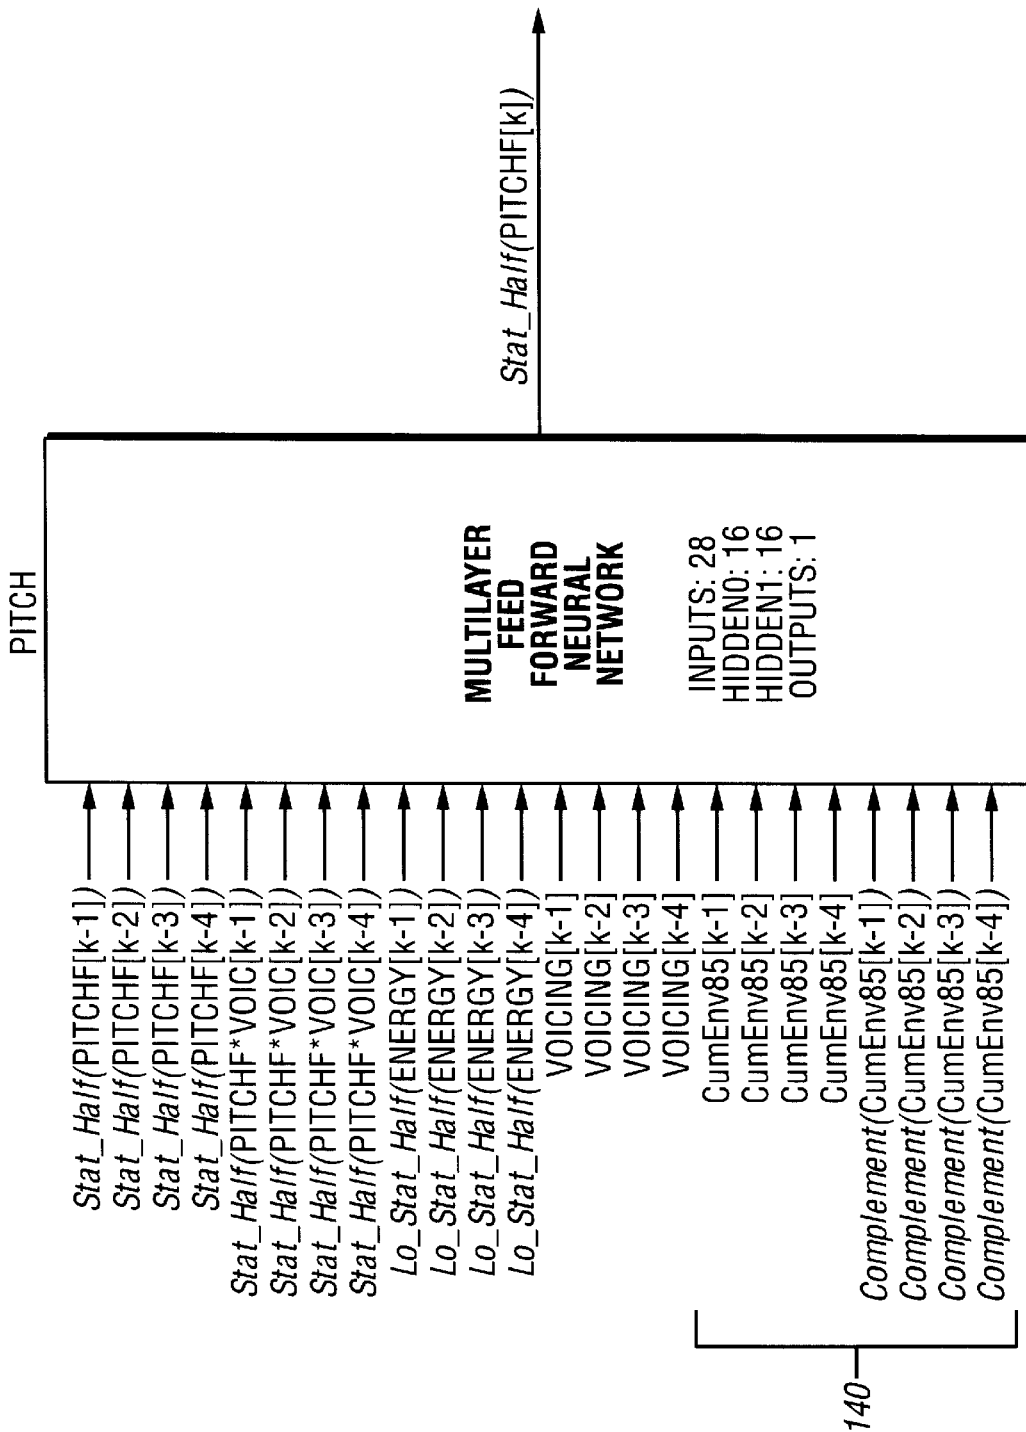 PITCH
Stat_Half(PITCHF[k-1])
Stat_Half(PITCHF[k-2])
Stat_Half(PITCHF[k-3])
Stat_Half(PITCHF[k-4])
Stat_Half(PITCHF*VOIC[k-1])
Stat_Half(PITCHF*VOIC[k-2])
Stat_Half(PITCHF*VOIC[k-3])
Stat_Half(PITCHF*VOIC[k-4])
Lo_Stat_Half(ENERGY[k-1])
Lo_Stat_Half(ENERGY[k-2])
Lo_Stat_Half(ENERGY[k-3])
Lo_Stat_Half(ENERGY[k-4])
VOICING[k-1]
VOICING[k-2]
VOICING[k-3]
VOICING[k-4]
CumEnv85[k-1]
CumEnv85[k-2]
CumEnv85[k-3]
CumEnv85[k-4]
Complement(CumEnv85[k-1])
Complement(CumEnv85[k-2])
Complement(CumEnv85[k-3])
Complement(CumEnv85[k-4])
140
MULTILAYER
FEED
FORWARD
NEURAL
NETWORK
INPUTS: 28
HIDDEN0: 16
HIDDEN1: 16
OUTPUTS: 1
Stat_Half(PITCHF[k])